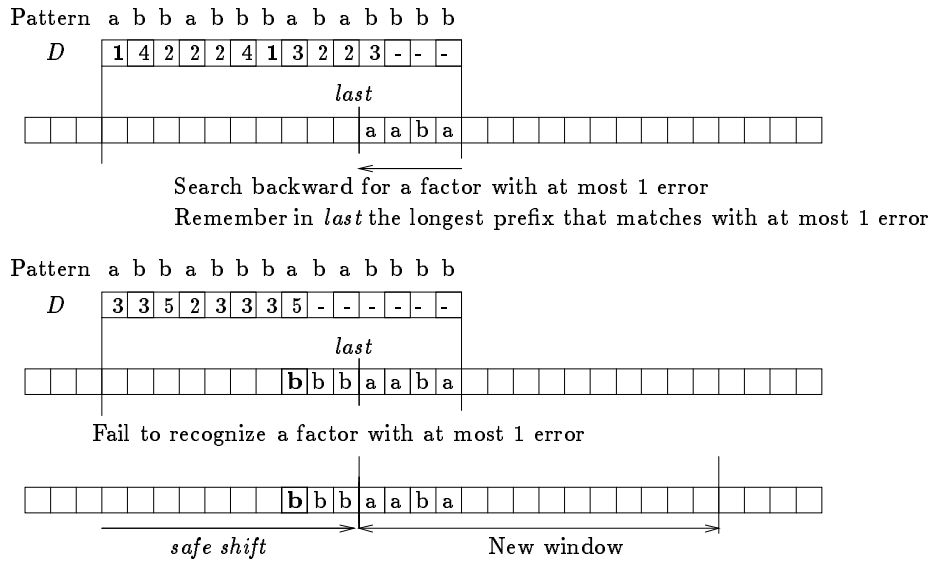 Pattern a b b a b b b a b a b b b b
D 1 4 2 2 2 4 1 3 2 2 3 - - -
last
a a b a
Search backward for a factor with at most 1 error
Remember in last the longest prefix that matches with at most 1 error
Pattern a b b a b b b a b a b b b b
D 3 3 5 2 3 3 3 5 - - - - - -
last
b b b a a b a
Fail to recognize a factor with at most 1 error
b b b a a b a
safe shift New window